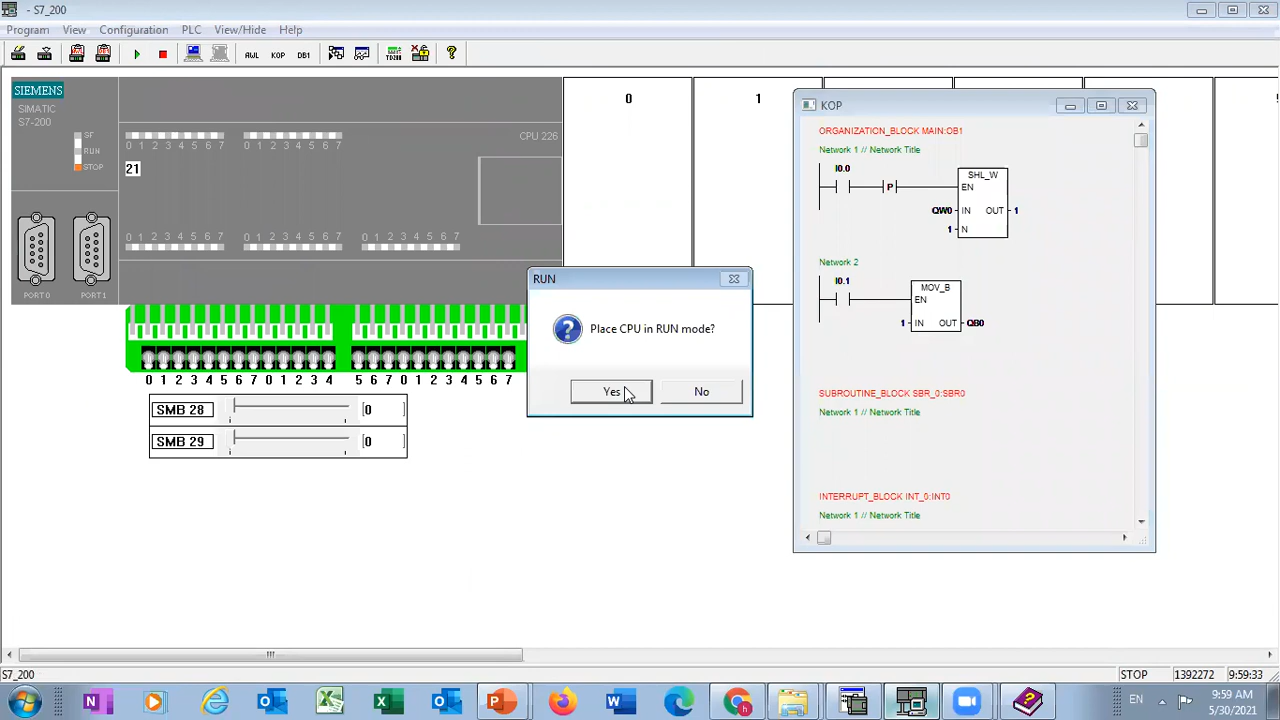 - S7_200
Program View Configuration PLC View/Hide Help
AWL KOP DB1
SIEMENS
SIMATIC
S7-200
SF
RUN
STOP
0 1 2 3 4 5 6 7 0 1 2 3 4 5 6 7
CPU 226
21
0 1 2 3 4 5 6 7 0 1 2 3 4 5 6 7 0 1 2 3 4 5 6 7
PORT0 PORT1
0 1 2 3 4 5 6 7 0 1 2 3 4 5 6 7 0 1 2 3 4 5 6 7
SMB 28 [0 ]
SMB 29 [0 ]
0
1
RUN
Place CPU in RUN mode?
Yes No
KOP
ORGANIZATION_BLOCK MAIN:OB1
Network 1 // Network Title
I0.0
P
SHL_W
EN
QW0 IN OUT 1
1 N
Network 2
I0.1
MOV_B
EN
1 IN OUT QB0
SUBROUTINE_BLOCK SBR_0:SBR0
Network 1 // Network Title
INTERRUPT_BLOCK INT_0:INT0
Network 1 // Network Title
S7_200 STOP 1392272 9:59:33
EN
9:59 AM
5/30/2021